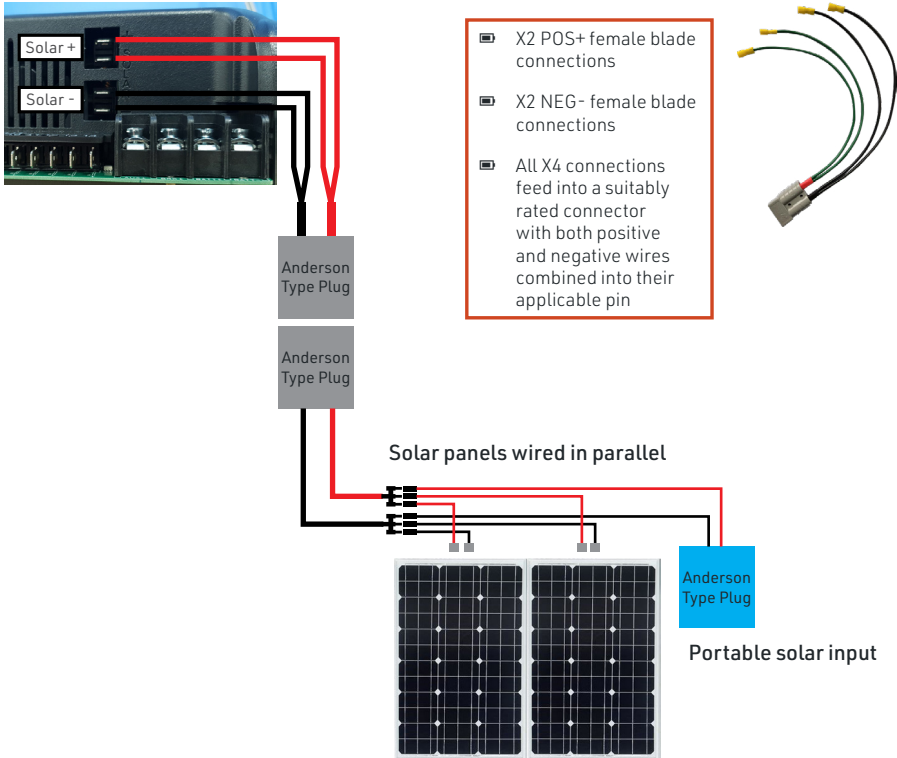 Solar +
Solar -
X2 POS+ female blade
connections
X2 NEG- female blade
connections
All X4 connections
feed into a suitably
rated connector
with both positive
and negative wires
combined into their
applicable pin
Anderson
Type Plug
Anderson
Type Plug
Solar panels wired in parallel
Anderson
Type Plug
Portable solar input